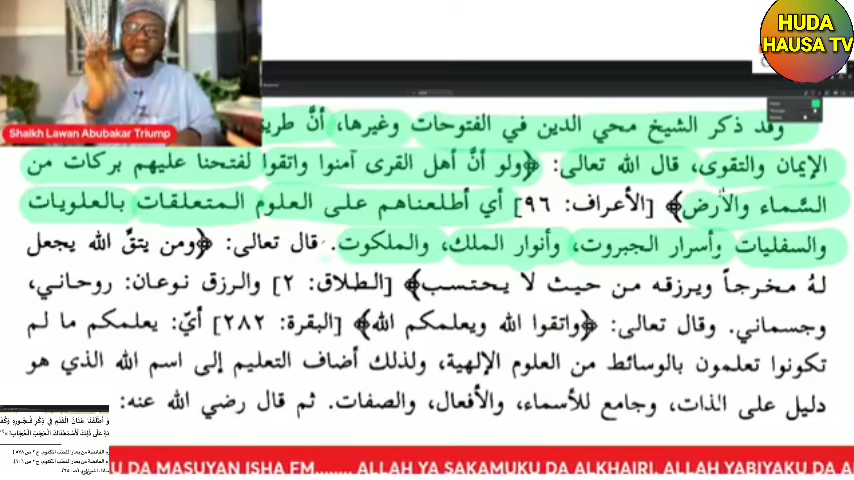 HUDA
HAUSA TV
Shaikh Lawan Abubakar Triump
وقد ذكر الشيخ محي الدين في الفتوحات وغيرها، أنَّ
الإيمان والتقوى، قال الله تعالى: ﴿ولو أنَّ أهل القرى آمنوا واتقوا لفتحنا عليهم بركات من
السَّماء والأرض﴾ [الأعراف: ٩٦] أي أطلعناهم على العلوم المتعلقات بالعلويات
والسفليات وأسرار الجبروت، وأنوار الملك، والملكوت. قال تعالى: ﴿ومن يتقَّ الله يجعل
لهُ مخرجاً ويرزقه من حيث لا يحتسب﴾ [الطلاق: ٢] والرزق نوعان: روحاني،
وجسماني. وقال تعالى: ﴿واتقوا الله ويعلمكم الله﴾ [البقرة: ٢٨٢] أيّ: يعلمكم ما لم
تكونوا تعلمون بالوسائط من العلوم الإلهية، ولذلك أضاف التعليم إلى اسم الله الذي هو
دليل على الذات، وجامع للأسماء، والأفعال، والصفات. ثم قال رضي الله عنه:
U DA MASUYAN ISHA FM........ ALLAH YA SAKAMUKU DA ALKHAIRI, ALLAH YABIYAKU DA A